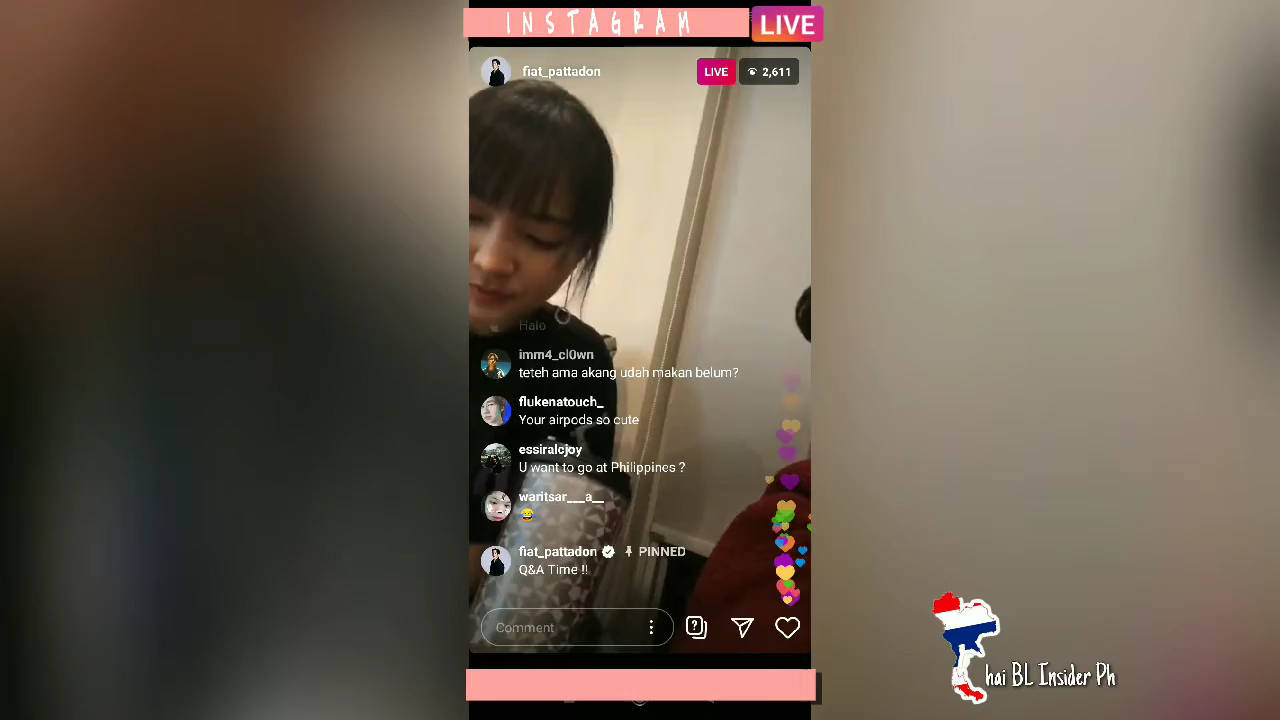 INSTAGRAM
LIVE
fiat_pattadon
LIVE
2,611
Halo
imm4_cl0wn
teteh ama akang udah makan belum?
flukenatouch_
Your airpods so cute
essiralcjoy
U want to go at Philippines ?
waritsar___a__
😂
fiat_pattadon PINNED
Q&A Time !!
Comment
hai BL Insider Ph